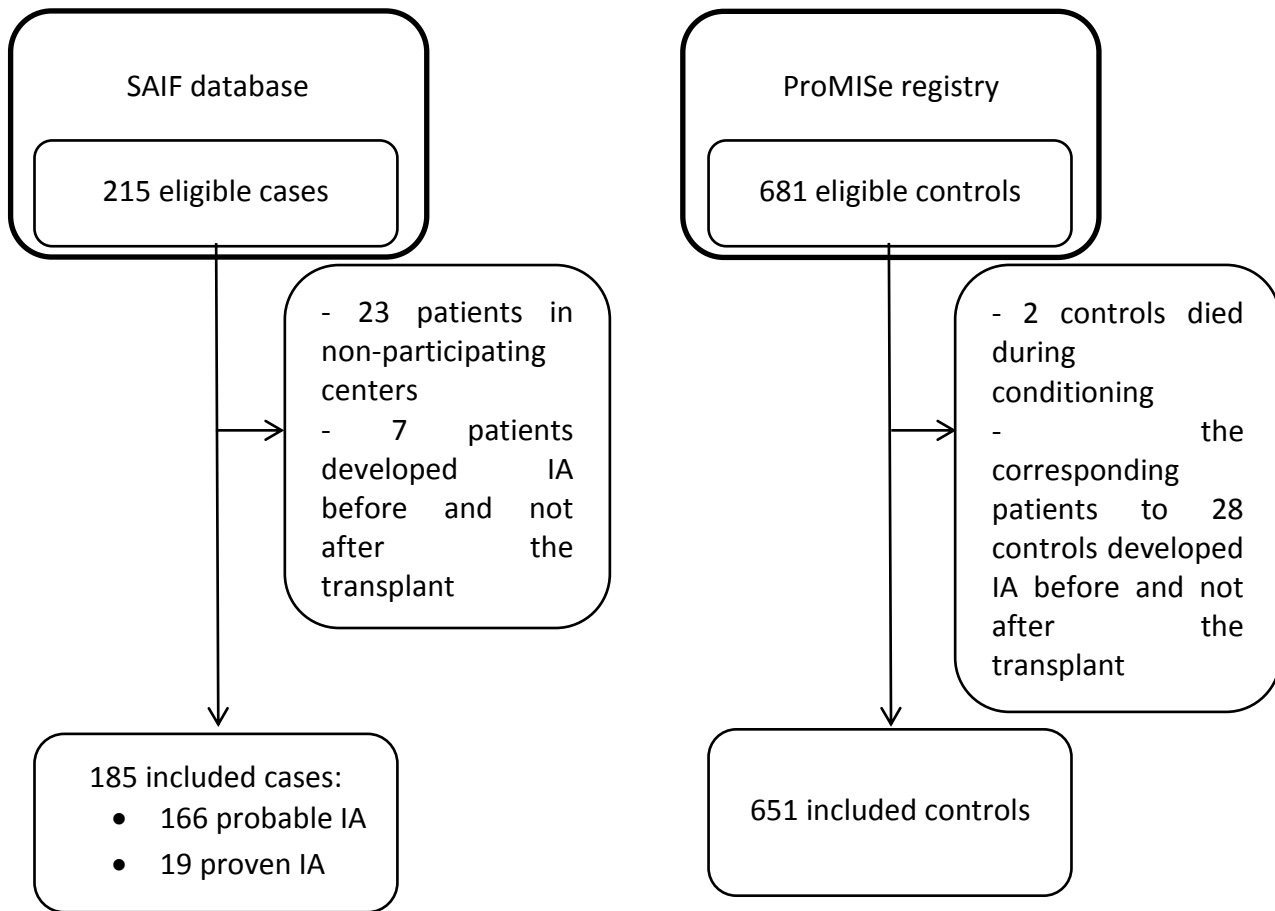 SAIF database
215 eligible cases
- 23 patients in
non-participating
centers
- 7 patients
developed IA
before and not
after the
transplant
185 included cases:
• 166 probable IA
• 19 proven IA
ProMISe registry
681 eligible controls
- 2 controls died
during
conditioning
- the
corresponding
patients to 28
controls developed
IA before and not
after the
transplant
651 included controls